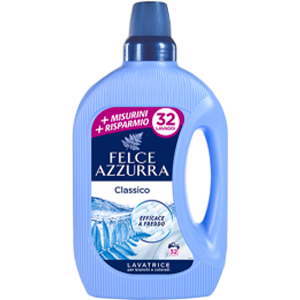 + MISURINI
+ RISPARMIO
32
LAVAGGI
FELCE
AZZURRA
Classico
EFFICACE
A FREDDO
32
LAVATRICE
per bianchi e colorati